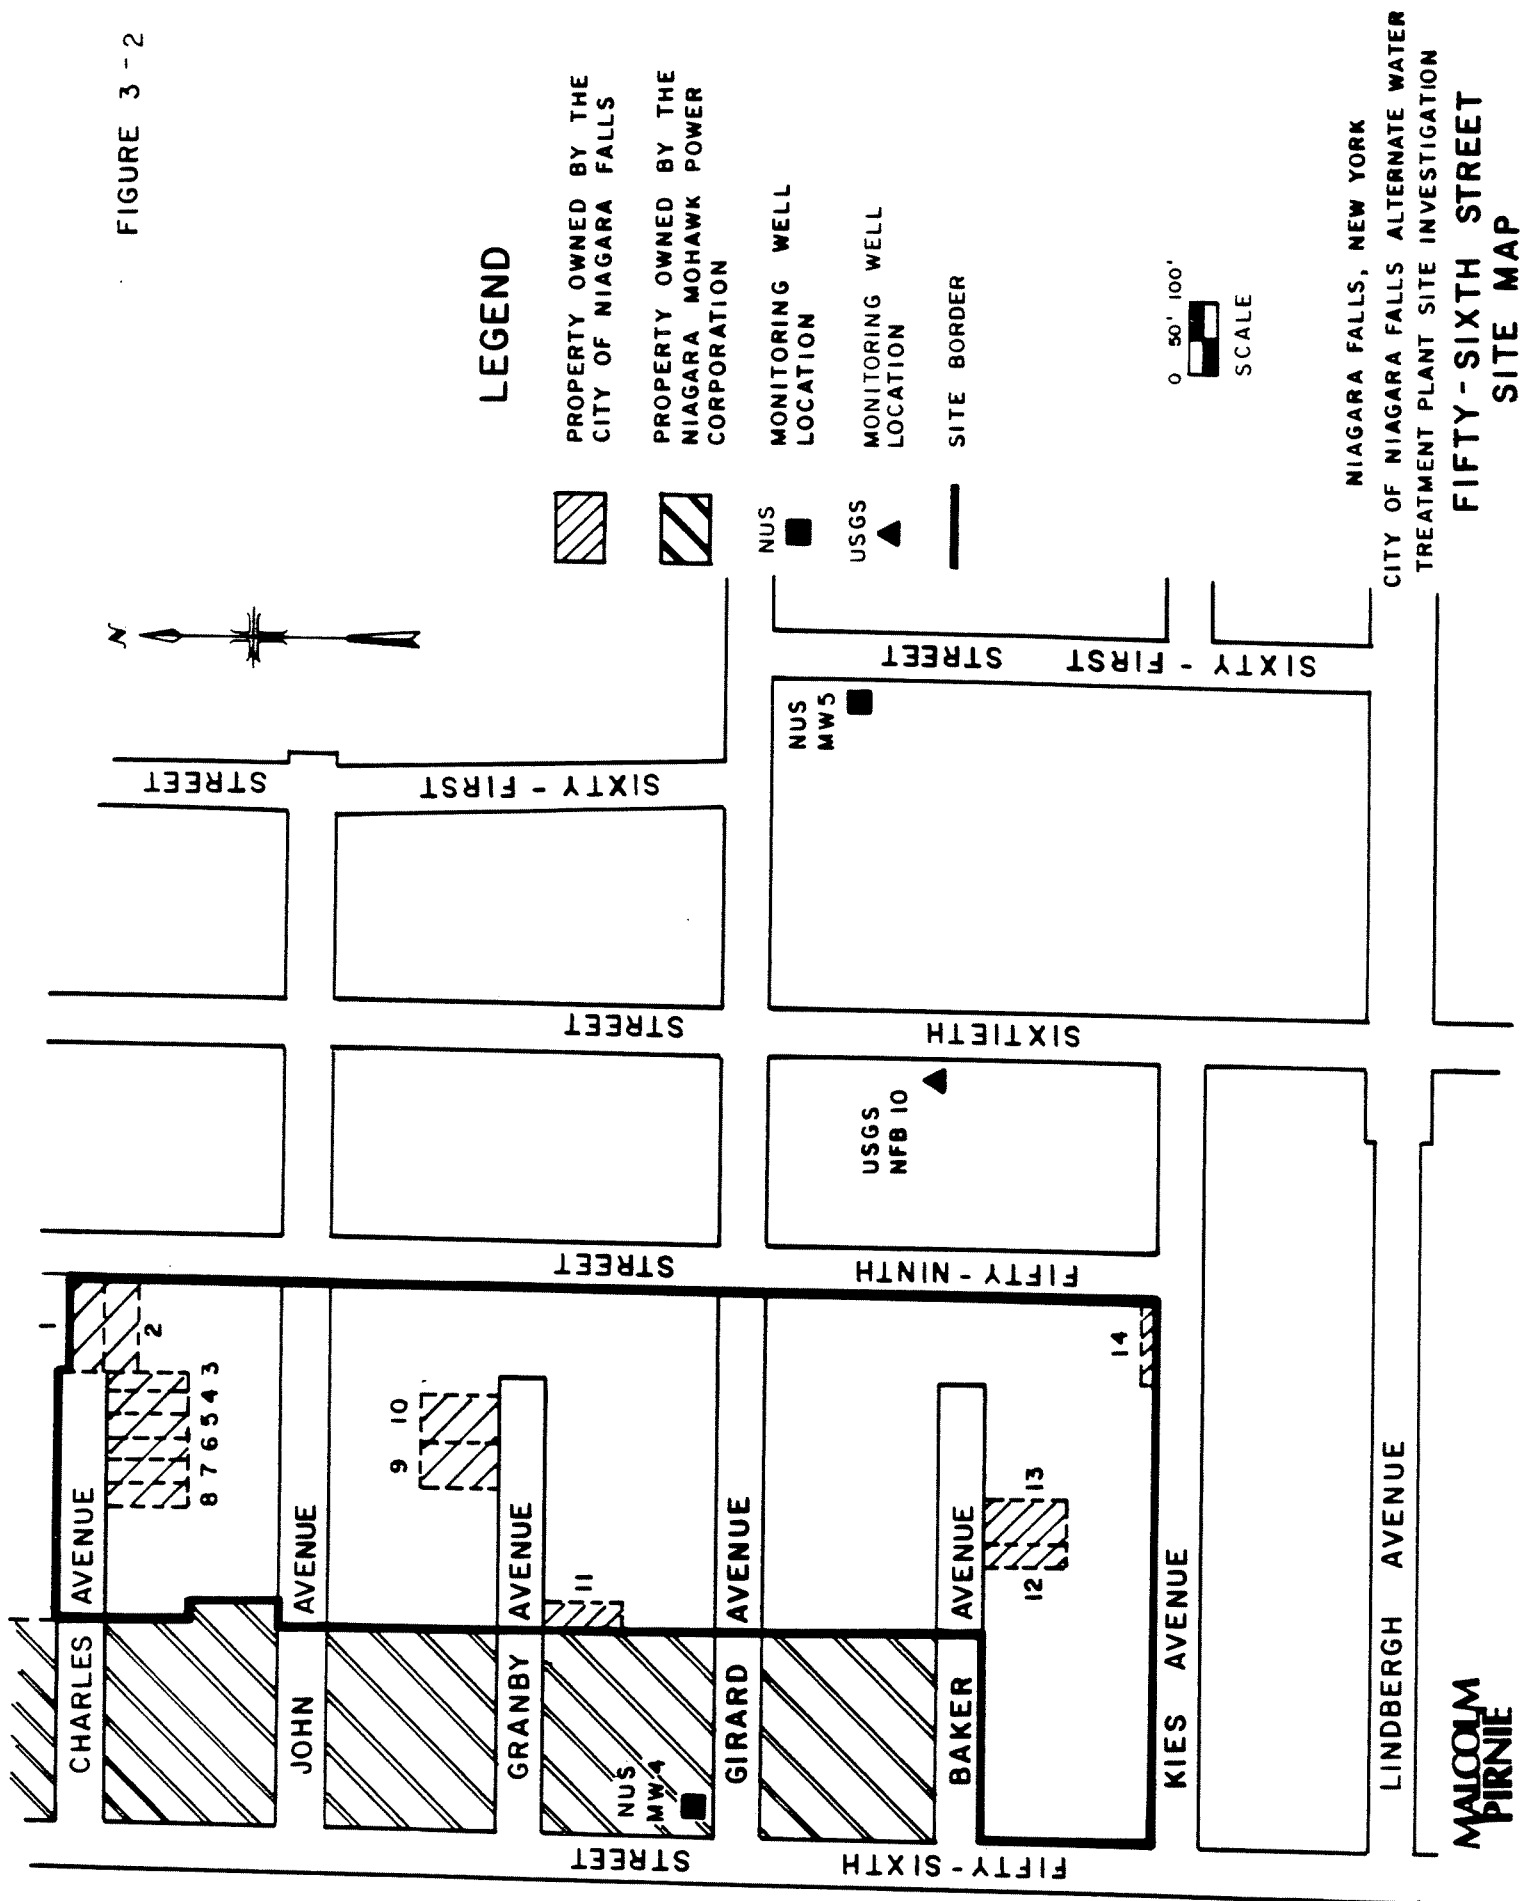 FIGURE 3-2
N
LEGEND
PROPERTY OWNED BY THE
CITY OF NIAGARA FALLS
PROPERTY OWNED BY THE
NIAGARA MOHAWK POWER
CORPORATION
NUS
MONITORING WELL
LOCATION
USGS
MONITORING WELL
LOCATION
SITE BORDER
0 50' 100'
SCALE
CHARLES AVENUE
JOHN AVENUE
GRANBY AVENUE
GIRARD AVENUE
BAKER AVENUE
KIES AVENUE
LINDBERGH AVENUE
FIFTY-SIXTH STREET
FIFTY-NINTH STREET
SIXTIETH STREET
SIXTY-FIRST STREET
SIXTY-FIRST STREET
1
2
8 7 6 5 4 3
9 10
11
12
13
14
NUS
MW4
USGS
NFB 10
NUS
MW5
NIAGARA FALLS, NEW YORK
CITY OF NIAGARA FALLS ALTERNATE WATER
TREATMENT PLANT SITE INVESTIGATION
FIFTY-SIXTH STREET
SITE MAP
MALCOLM
PIRNIE